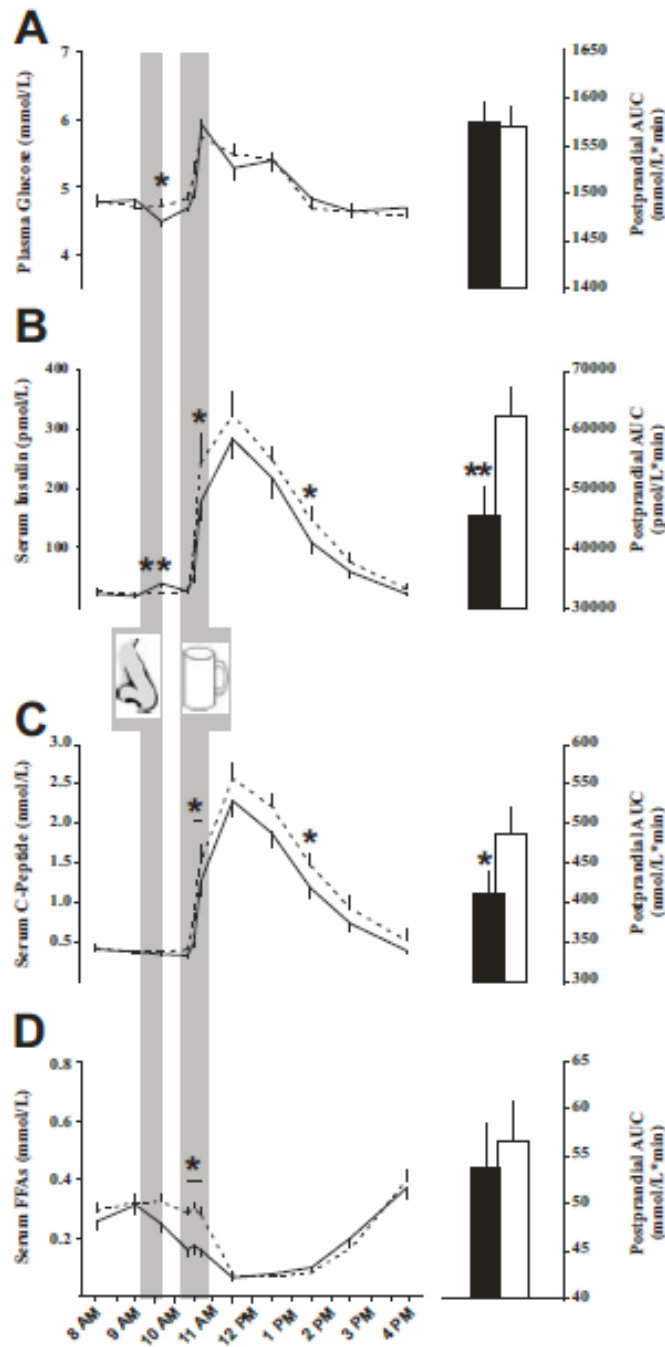 A
Plasma Glucose (mmol/L)
7
6
5
4
*
1650
1600
1550
1500
1450
1400
Postprandial AUC
(mmol/L*min)
B
Serum Insulin (pmol/L)
400
300
200
100
**
*
*
**
70000
60000
50000
40000
30000
Postprandial AUC
(pmol/L*min)
C
Serum C-Peptide (nmol/L)
3.0
2.5
2.0
1.5
1.0
0.5
*
*
*
600
550
500
450
400
350
300
Postprandial AUC
(nmol/L*min)
D
Serum FFAs (mmol/L)
0.8
0.6
0.4
0.2
*
65
60
55
50
45
40
Postprandial AUC
(mmol/L*min)
8 AM
9 AM
10 AM
11 AM
12 PM
1 PM
2 PM
3 PM
4 PM